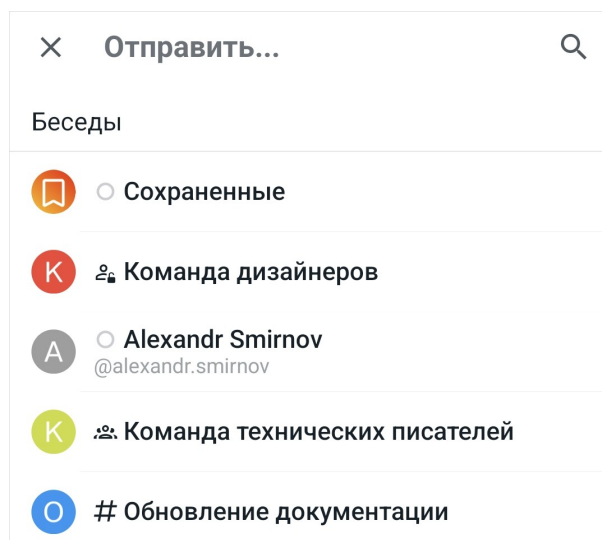 Отправить...
Беседы
Сохраненные
К Команда дизайнеров
A Alexandr Smirnov
@alexandr.smirnov
К Команда технических писателей
О # Обновление документации